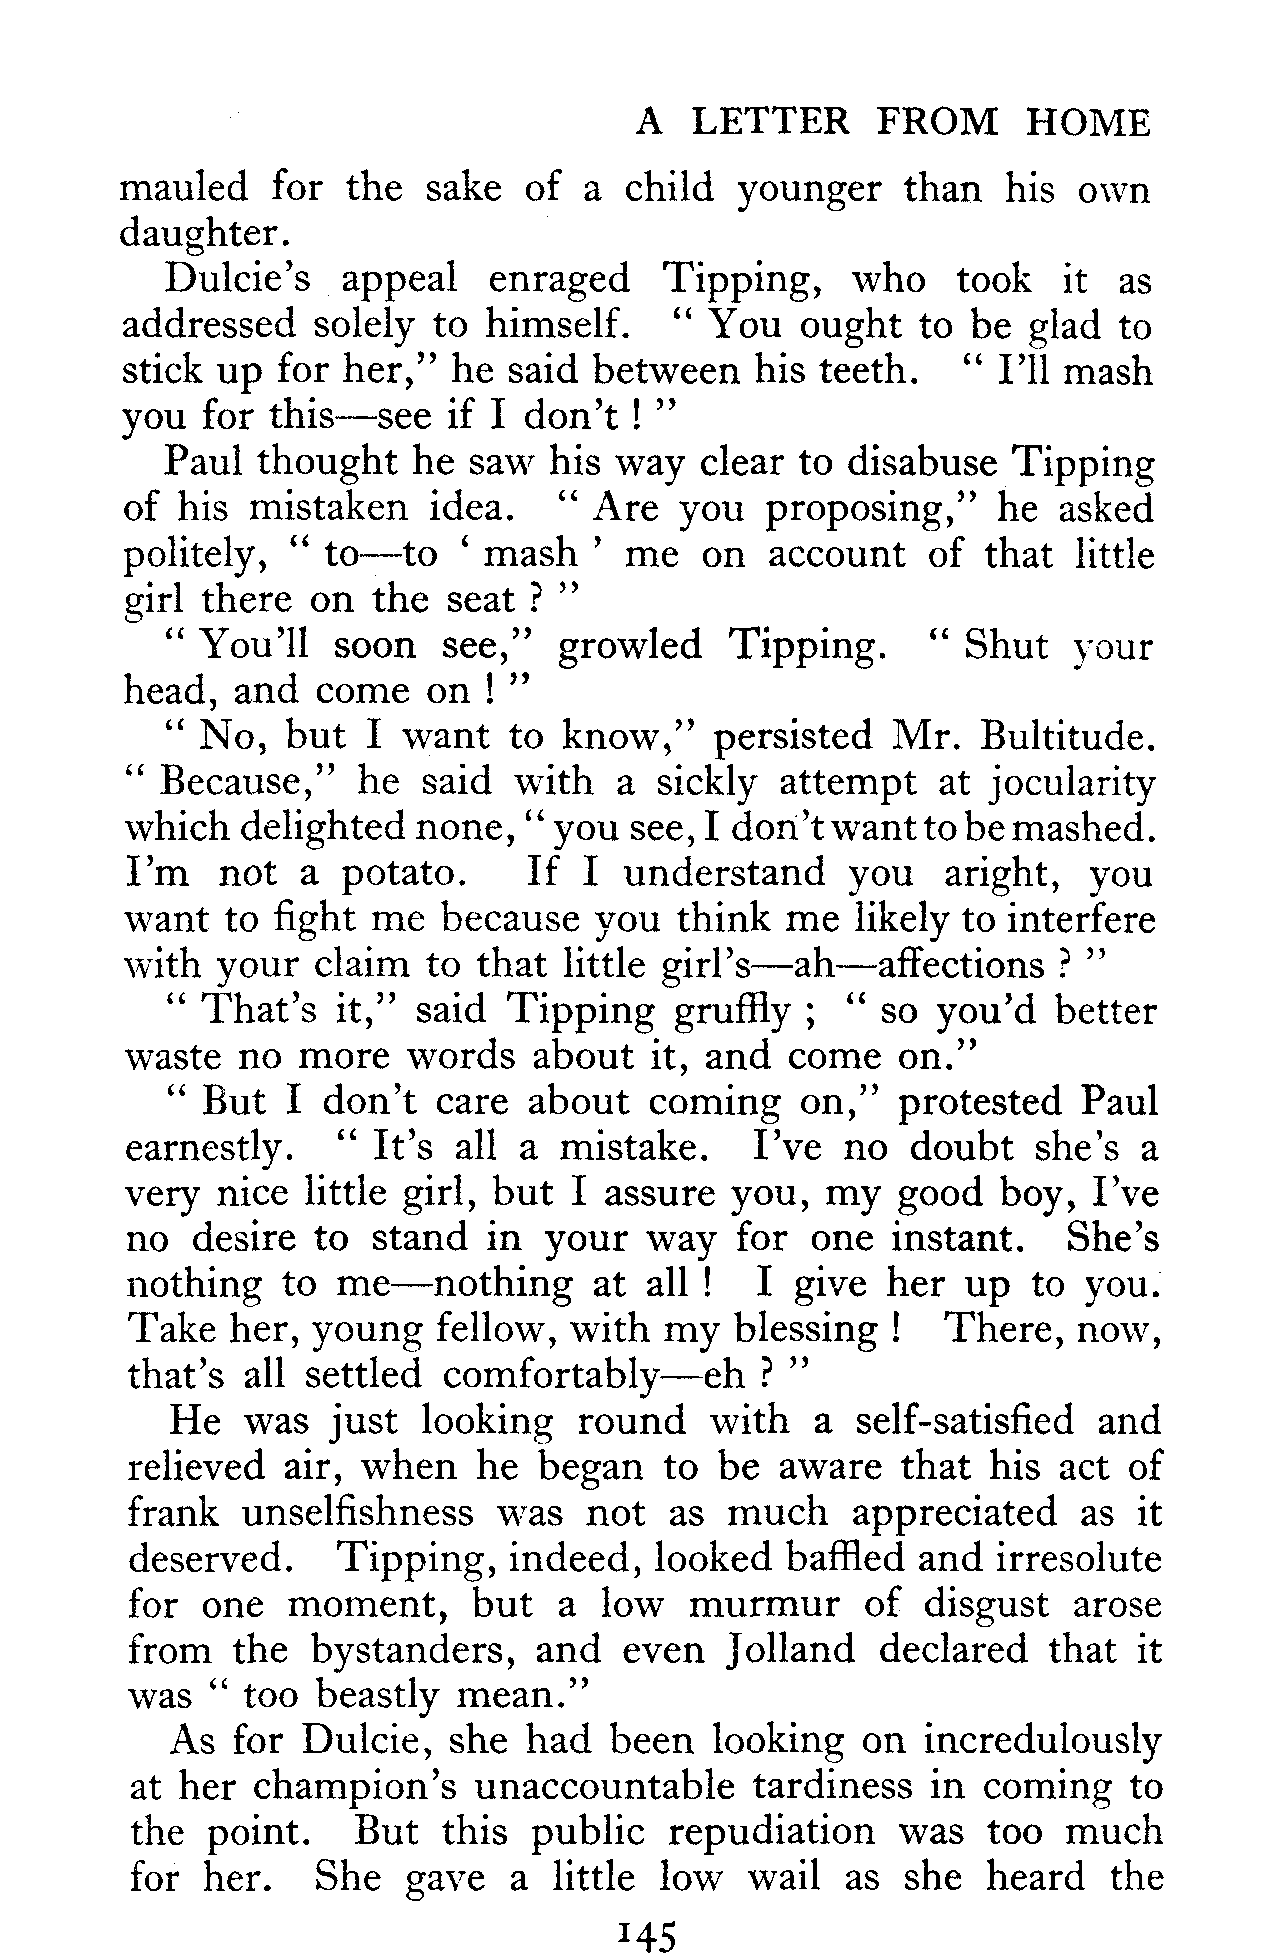 A LETTER FROM HOME
mauled for the sake of a child younger than his own
daughter.
Dulcie's appeal enraged Tipping, who took it as
addressed solely to himself. “ You ought to be glad to
stick up for her,” he said between his teeth. “ I'll mash
you for this—see if I don't ! ”
Paul thought he saw his way clear to disabuse Tipping
of his mistaken idea. “ Are you proposing,” he asked
politely, “ to—to ‘ mash ’ me on account of that little
girl there on the seat ? ”
“ You'll soon see,” growled Tipping. “ Shut your
head, and come on ! ”
“ No, but I want to know,” persisted Mr. Bultitude.
“ Because,” he said with a sickly attempt at jocularity
which delighted none, “ you see, I don't want to be mashed.
I'm not a potato. If I understand you aright, you
want to fight me because you think me likely to interfere
with your claim to that little girl's—ah—affections ? ”
“ That's it,” said Tipping gruffly ; “ so you'd better
waste no more words about it, and come on.”
“ But I don't care about coming on,” protested Paul
earnestly. “ It's all a mistake. I've no doubt she's a
very nice little girl, but I assure you, my good boy, I've
no desire to stand in your way for one instant. She's
nothing to me—nothing at all ! I give her up to you.
Take her, young fellow, with my blessing ! There, now,
that's all settled comfortably—eh ? ”
He was just looking round with a self-satisfied and
relieved air, when he began to be aware that his act of
frank unselfishness was not as much appreciated as it
deserved. Tipping, indeed, looked baffled and irresolute
for one moment, but a low murmur of disgust arose
from the bystanders, and even Jolland declared that it
was “ too beastly mean.”
As for Dulcie, she had been looking on incredulously
at her champion's unaccountable tardiness in coming to
the point. But this public repudiation was too much
for her. She gave a little low wail as she heard the
145